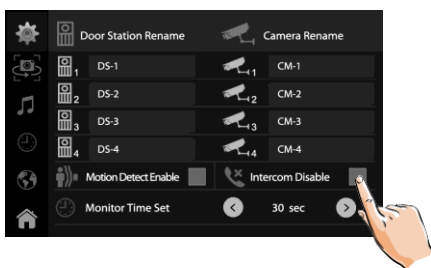 Door Station Rename Camera Rename
1 DS-1 1 CM-1
2 DS-2 2 CM-2
3 DS-3 3 CM-3
4 DS-4 4 CM-4
Motion Detect Enable Intercom Disable
Monitor Time Set < 30 sec >